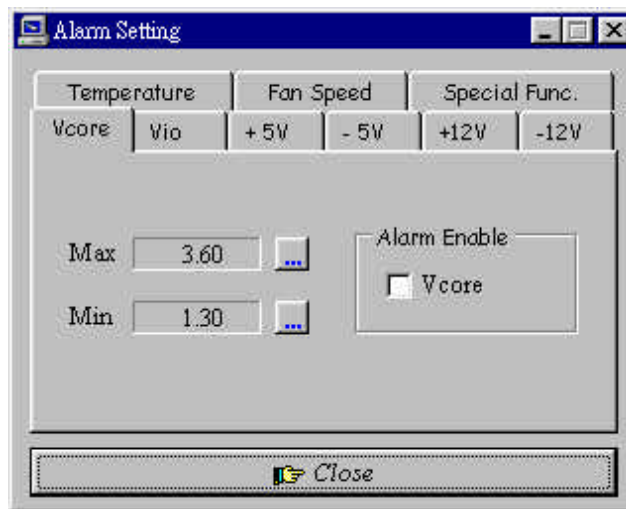 Alarm Setting
Temperature Fan Speed Special Func.
Vcore Vio + 5V - 5V +12V -12V
Alarm Enable
Max 3.60 ...
Vcore
Min 1.30 ...
Close